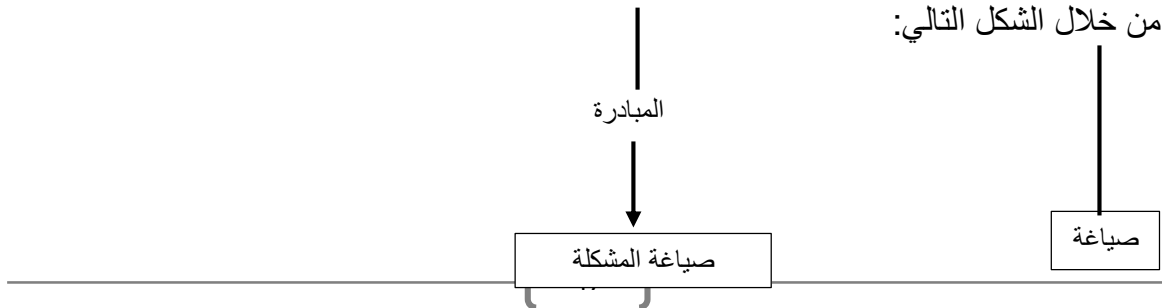 من خلال الشكل التالي:
المبادرة
صياغة
صياغة المشكلة